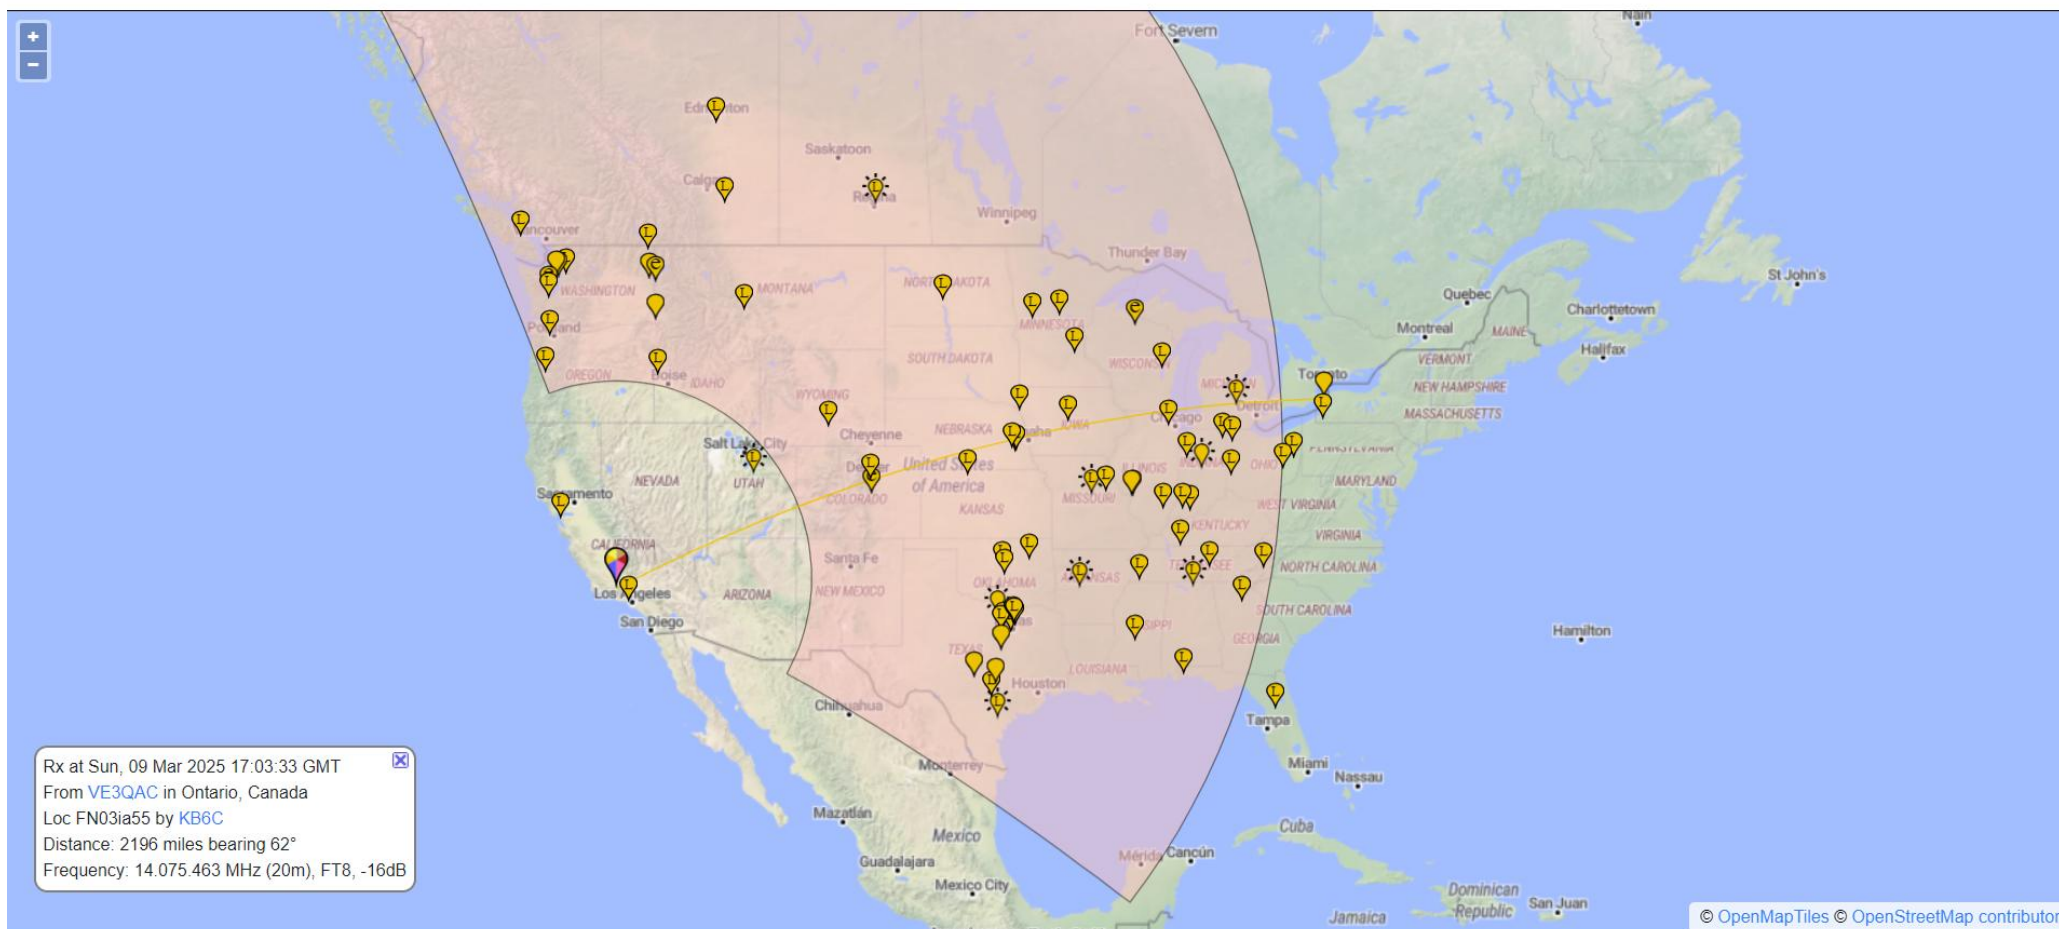 +
−
Nain
Fort Severn
Saskatoon
Winnipeg
Thunder Bay
St John's
Quebec
Charlottetown
Montreal
MAINE
Halifax
WASHINGTON
MONTANA
MINNESOTA
SOUTH DAKOTA
VERMONT
NEW HAMPSHIRE
MASSACHUSETTS
OREGON
IDAHO
WYOMING
Cheyenne
NEBRASKA
IOWA
Detroit
OHIO
PENNSYLVANIA
NEVADA
UTAH
COLORADO
United States
of America
KANSAS
MISSOURI
ILLINOIS
MARYLAND
WEST VIRGINIA
KENTUCKY
VIRGINIA
CALIFORNIA
Santa Fe
NORTH CAROLINA
OKLAHOMA
NEW MEXICO
ARIZONA
SOUTH CAROLINA
San Diego
GEORGIA
Hamilton
TEXAS
LOUISIANA
Houston
Chihuahua
Tampa
Monterrey
Miami
Nassau
Mazatlán
Mexico
Cuba
Mérida
Cancún
Guadalajara
Mexico City
Dominican
Republic
San Juan
Jamaica
Rx at Sun, 09 Mar 2025 17:03:33 GMT
From VE3QAC in Ontario, Canada
Loc FN03ia55 by KB6C
Distance: 2196 miles bearing 62°
Frequency: 14.075.463 MHz (20m), FT8, -16dB
© OpenMapTiles © OpenStreetMap contributor